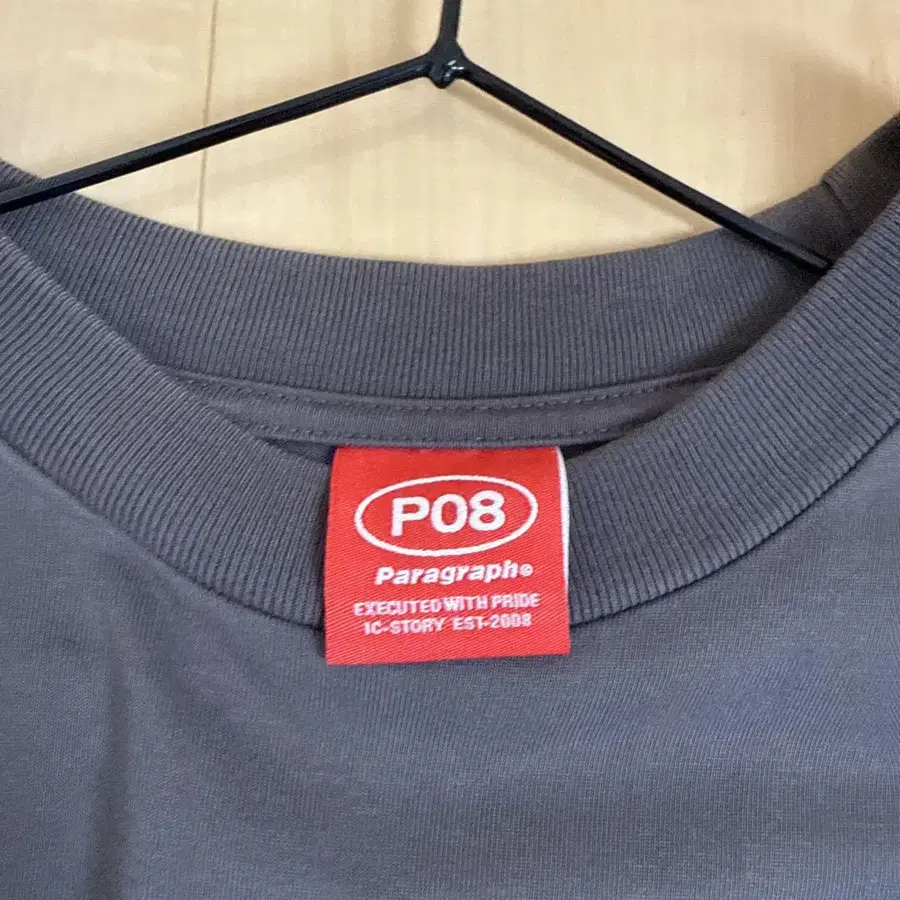 P08
Paragraph®
EXECUTED WITH PRIDE
IC-STORY EST-2008